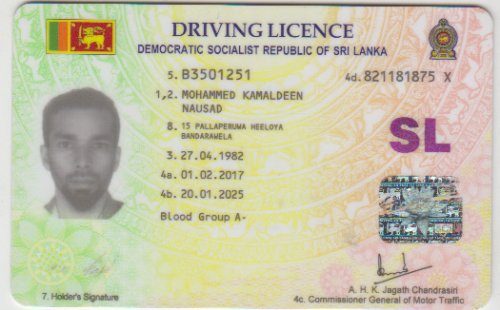 DRIVING LICENCE
DEMOCRATIC SOCIALIST REPUBLIC OF SRI LANKA
5. B3501251
4d. 821181875 X
1,2. MOHAMMED KAMALDEEN
NAUSAD
8. 15 PALLAPERUWA HEELOYA
BANDARAWELA
SL
3. 27.04.1982
4a. 01.02.2017
4b. 20.01.2025
Blood Group A-
A. H. K. Jagath Chandrasiri
7. Holder's Signature
4c. Commissioner General of Motor Traffic